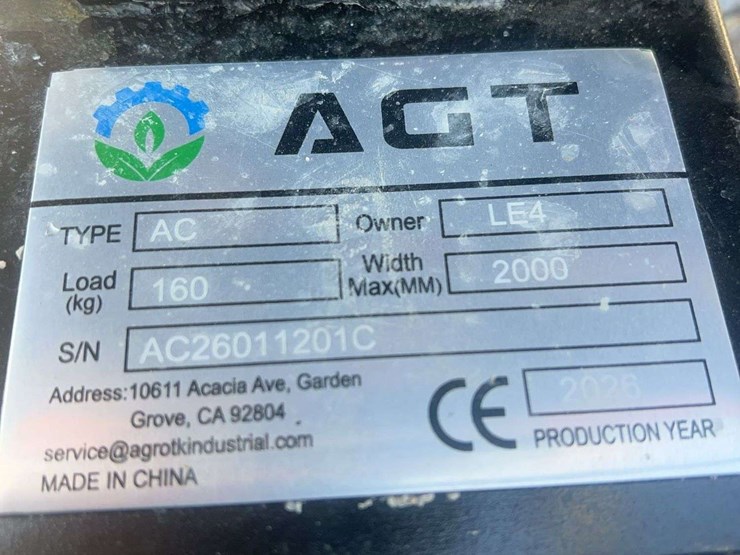 AGT
TYPE AC Owner LE4
Load (kg) 160 Width Max(MM) 2000
S/N AC26011201C
Address:10611 Acacia Ave, Garden
Grove, CA 92804
service@agrotkindustrial.com
MADE IN CHINA
CE 2026
PRODUCTION YEAR